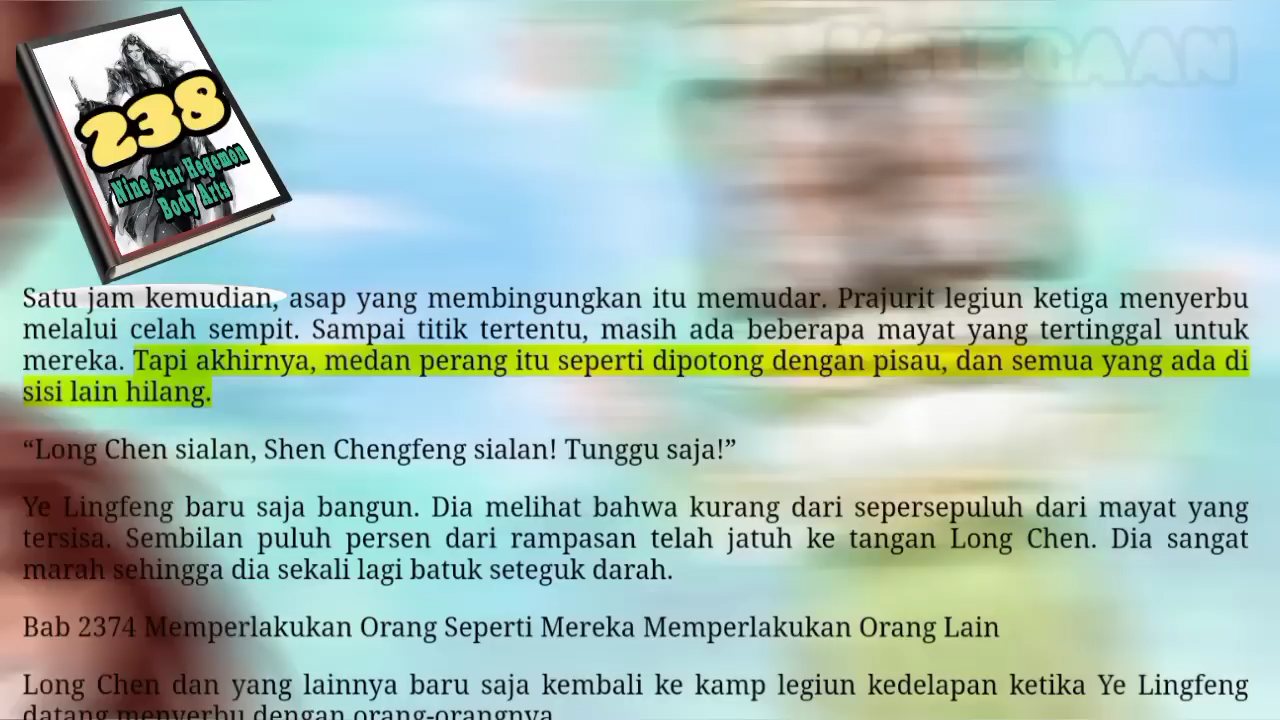 KELEGAAN
238
Nine Star Hegemon
Body Arts
Satu jam kemudian, asap yang membingungkan itu memudar. Prajurit legiun ketiga menyerbu
melalui celah sempit. Sampai titik tertentu, masih ada beberapa mayat yang tertinggal untuk
mereka. Tapi akhirnya, medan perang itu seperti dipotong dengan pisau, dan semua yang ada di
sisi lain hilang.
“Long Chen sialan, Shen Chengfeng sialan! Tunggu saja!”
Ye Lingfeng baru saja bangun. Dia melihat bahwa kurang dari sepersepuluh dari mayat yang
tersisa. Sembilan puluh persen dari rampasan telah jatuh ke tangan Long Chen. Dia sangat
marah sehingga dia sekali lagi batuk seteguk darah.
Bab 2374 Memperlakukan Orang Seperti Mereka Memperlakukan Orang Lain
Long Chen dan yang lainnya baru saja kembali ke kamp legiun kedelapan ketika Ye Lingfeng
datang menyerbu dengan orang-orangnya.